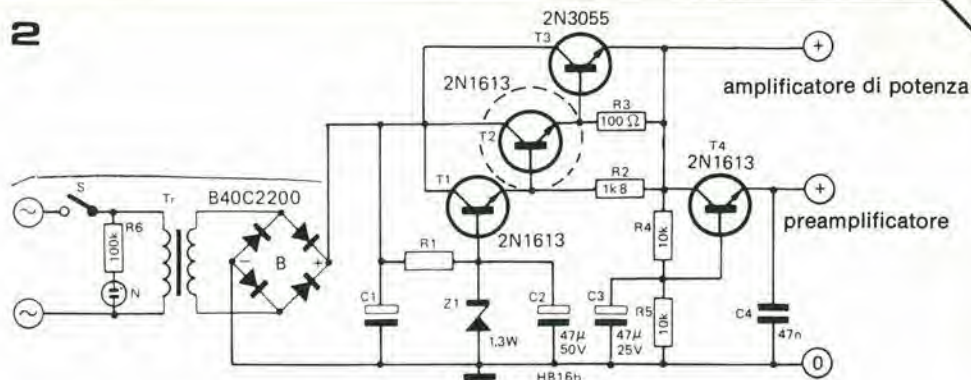 2
2N3055
T3
2N1613
amplificatore di potenza
R3
100 Ω
T2
T4
2N1613
R2
1k8
T1
S
Tr
B40C2200
preamplificatore
2N1613
R6
100k
R4
10k
R1
B
N
C1
Z1
1.3W
C2
47µ
50V
C3
47µ
25V
R5
10k
C4
47n
0
HB16b